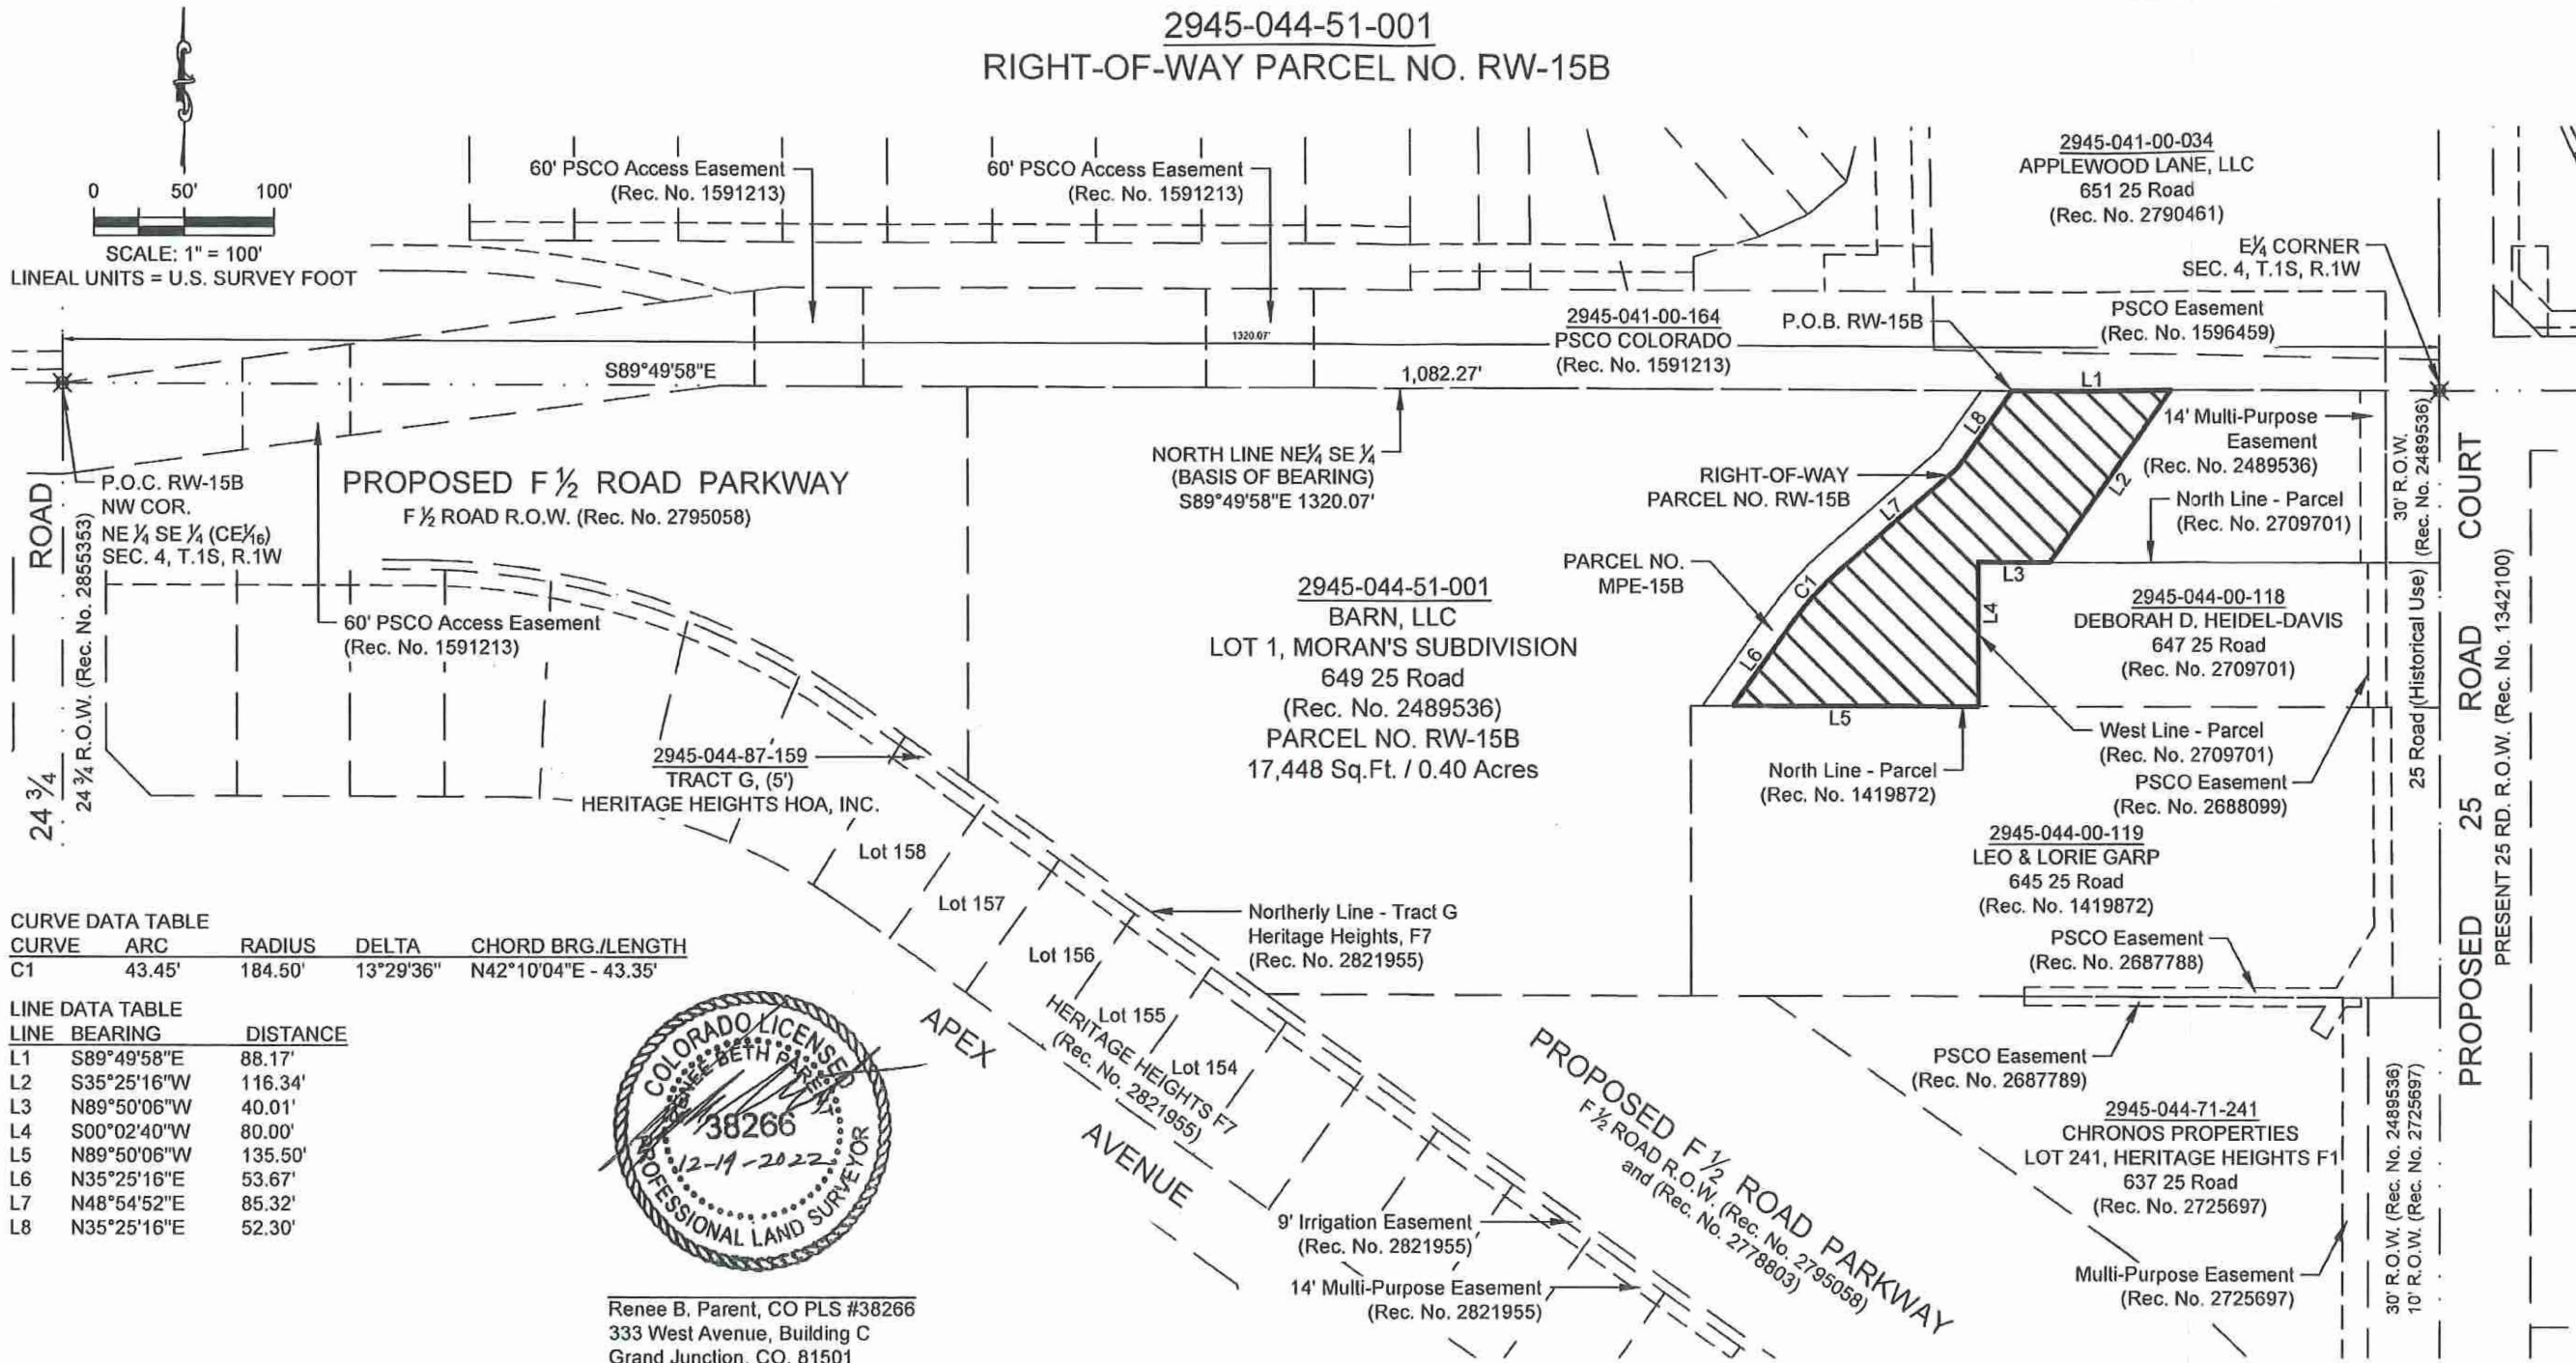 2945-044-51-001
RIGHT-OF-WAY PARCEL NO. RW-15B
0 50' 100'
SCALE: 1" = 100'
LINEAL UNITS = U.S. SURVEY FOOT
60' PSCO Access Easement
(Rec. No. 1591213)
60' PSCO Access Easement
(Rec. No. 1591213)
2945-041-00-034
APPLEWOOD LANE, LLC
651 25 Road
(Rec. No. 2790461)
E¼ CORNER
SEC. 4, T.1S, R.1W
PSCO Easement
(Rec. No. 1596459)
2945-041-00-164
PSCO COLORADO
(Rec. No. 1591213)
P.O.B. RW-15B
1320.07'
S89°49'58"E
1,082.27'
L1
L8
L2
L7
L3
C1
L4
L6
L5
14' Multi-Purpose
Easement
(Rec. No. 2489536)
North Line - Parcel
(Rec. No. 2709701)
30' R.O.W.
(Rec. No. 2489536)
NORTH LINE NE¼ SE ¼
(BASIS OF BEARING)
S89°49'58"E 1320.07'
RIGHT-OF-WAY
PARCEL NO. RW-15B
PARCEL NO.
MPE-15B
P.O.C. RW-15B
NW COR.
NE ¼ SE ¼ (CE⅟16)
SEC. 4, T.1S, R.1W
PROPOSED F ½ ROAD PARKWAY
F ½ ROAD R.O.W. (Rec. No. 2795058)
24 ¾ ROAD
24 ¾ R.O.W. (Rec. No. 2855353)
60' PSCO Access Easement
(Rec. No. 1591213)
2945-044-51-001
BARN, LLC
LOT 1, MORAN'S SUBDIVISION
649 25 Road
(Rec. No. 2489536)
PARCEL NO. RW-15B
17,448 Sq.Ft. / 0.40 Acres
2945-044-00-118
DEBORAH D. HEIDEL-DAVIS
647 25 Road
(Rec. No. 2709701)
West Line - Parcel
(Rec. No. 2709701)
PSCO Easement
(Rec. No. 2688099)
North Line - Parcel
(Rec. No. 1419872)
25 Road (Historical Use)
PROPOSED 25 ROAD COURT
PRESENT 25 RD. R.O.W. (Rec. No. 1342100)
2945-044-87-159
TRACT G, (5')
HERITAGE HEIGHTS HOA, INC.
2945-044-00-119
LEO & LORIE GARP
645 25 Road
(Rec. No. 1419872)
PSCO Easement
(Rec. No. 2687788)
Lot 158
Lot 157
Lot 156
Lot 155
Lot 154
Northerly Line - Tract G
Heritage Heights, F7
(Rec. No. 2821955)
HERITAGE HEIGHTS F7
(Rec. No. 2821955)
APEX AVENUE
PROPOSED F ½ ROAD PARKWAY
F ½ ROAD R.O.W. (Rec. No. 2795058)
and (Rec. No. 2778803)
PSCO Easement
(Rec. No. 2687789)
2945-044-71-241
CHRONOS PROPERTIES
LOT 241, HERITAGE HEIGHTS F1
637 25 Road
(Rec. No. 2725697)
Multi-Purpose Easement
(Rec. No. 2725697)
30' R.O.W. (Rec. No. 2489536)
10' R.O.W. (Rec. No. 2725697)
9' Irrigation Easement
(Rec. No. 2821955)
14' Multi-Purpose Easement
(Rec. No. 2821955)
CURVE DATA TABLE
CURVE ARC RADIUS DELTA CHORD BRG./LENGTH
C1 43.45' 184.50' 13°29'36" N42°10'04"E - 43.35'
LINE DATA TABLE
LINE BEARING DISTANCE
L1 S89°49'58"E 88.17'
L2 S35°25'16"W 116.34'
L3 N89°50'06"W 40.01'
L4 S00°02'40"W 80.00'
L5 N89°50'06"W 135.50'
L6 N35°25'16"E 53.67'
L7 N48°54'52"E 85.32'
L8 N35°25'16"E 52.30'
COLORADO LICENSED
RENEE BETH PARENT
38266
12-19-2022
PROFESSIONAL LAND SURVEYOR
Renee B. Parent, CO PLS #38266
333 West Avenue, Building C
Grand Junction, CO. 81501